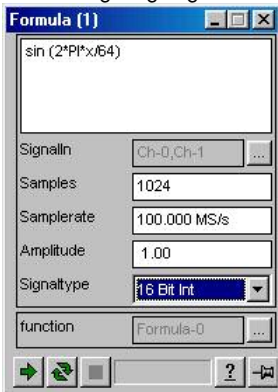 Formula (1)
sin (2*PI*x/64)
SignalIn Ch-0,Ch-1 ...
Samples 1024
Samplerate 100.000 MS/s
Amplitude 1.00
Signaltype 16 Bit Int
function Formula-0 ...
?